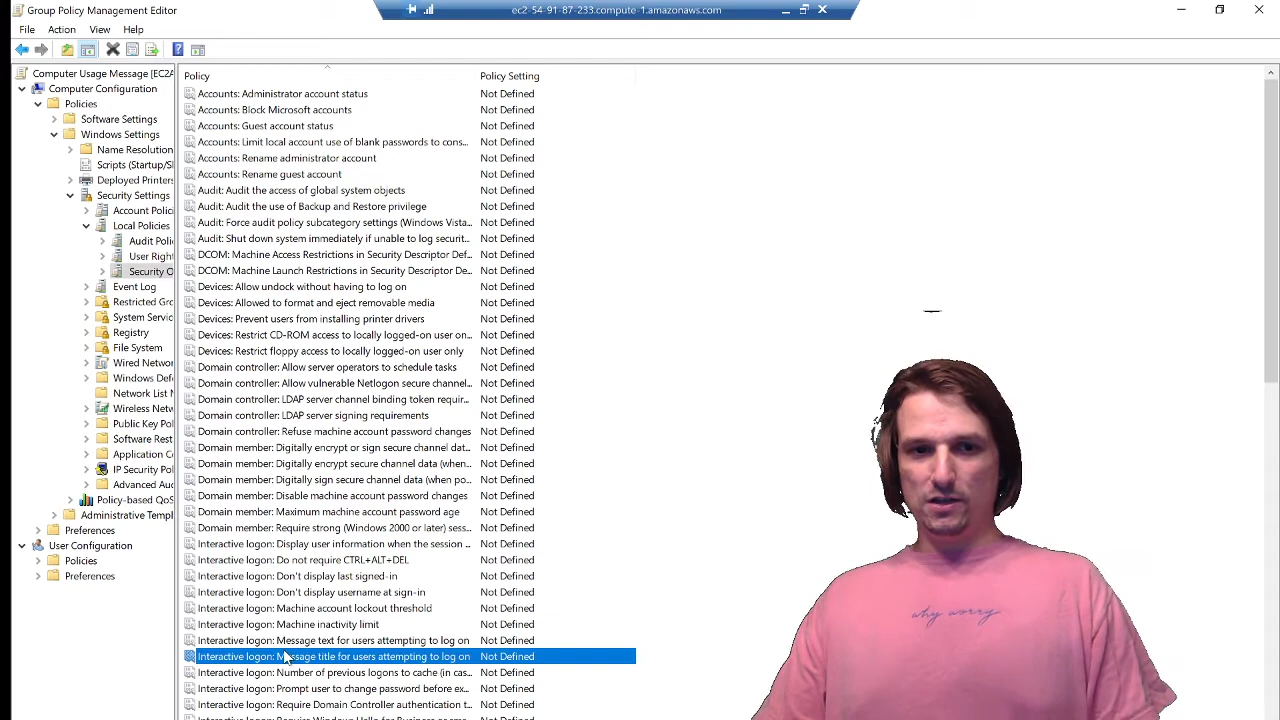 Group Policy Management Editor
ec2-54-91-87-233.compute-1.amazonaws.com
File Action View Help
Computer Usage Message [EC2A
Computer Configuration
Policies
Software Settings
Windows Settings
Name Resolution
Scripts (Startup/Sh
Deployed Printers
Security Settings
Account Polici
Local Policies
Audit Poli
User Righ
Security O
Event Log
Restricted Gro
System Servic
Registry
File System
Wired Networ
Windows Defe
Network List M
Wireless Netw
Public Key Pol
Software Rest
Application C
IP Security Pol
Advanced Aud
Policy-based QoS
Administrative Templ
Preferences
User Configuration
Policies
Preferences
Policy Policy Setting
Accounts: Administrator account status Not Defined
Accounts: Block Microsoft accounts Not Defined
Accounts: Guest account status Not Defined
Accounts: Limit local account use of blank passwords to cons... Not Defined
Accounts: Rename administrator account Not Defined
Accounts: Rename guest account Not Defined
Audit: Audit the access of global system objects Not Defined
Audit: Audit the use of Backup and Restore privilege Not Defined
Audit: Force audit policy subcategory settings (Windows Vista... Not Defined
Audit: Shut down system immediately if unable to log securit... Not Defined
DCOM: Machine Access Restrictions in Security Descriptor Def... Not Defined
DCOM: Machine Launch Restrictions in Security Descriptor De... Not Defined
Devices: Allow undock without having to log on Not Defined
Devices: Allowed to format and eject removable media Not Defined
Devices: Prevent users from installing printer drivers Not Defined
Devices: Restrict CD-ROM access to locally logged-on user on... Not Defined
Devices: Restrict floppy access to locally logged-on user only Not Defined
Domain controller: Allow server operators to schedule tasks Not Defined
Domain controller: Allow vulnerable Netlogon secure channel... Not Defined
Domain controller: LDAP server channel binding token requir... Not Defined
Domain controller: LDAP server signing requirements Not Defined
Domain controller: Refuse machine account password changes Not Defined
Domain member: Digitally encrypt or sign secure channel dat... Not Defined
Domain member: Digitally encrypt secure channel data (when... Not Defined
Domain member: Digitally sign secure channel data (when po... Not Defined
Domain member: Disable machine account password changes Not Defined
Domain member: Maximum machine account password age Not Defined
Domain member: Require strong (Windows 2000 or later) sess... Not Defined
Interactive logon: Display user information when the session ... Not Defined
Interactive logon: Do not require CTRL+ALT+DEL Not Defined
Interactive logon: Don't display last signed-in Not Defined
Interactive logon: Don't display username at sign-in Not Defined
Interactive logon: Machine account lockout threshold Not Defined
Interactive logon: Machine inactivity limit Not Defined
Interactive logon: Message text for users attempting to log on Not Defined
Interactive logon: Message title for users attempting to log on Not Defined
Interactive logon: Number of previous logons to cache (in cas... Not Defined
Interactive logon: Prompt user to change password before ex... Not Defined
Interactive logon: Require Domain Controller authentication t... Not Defined
why worry